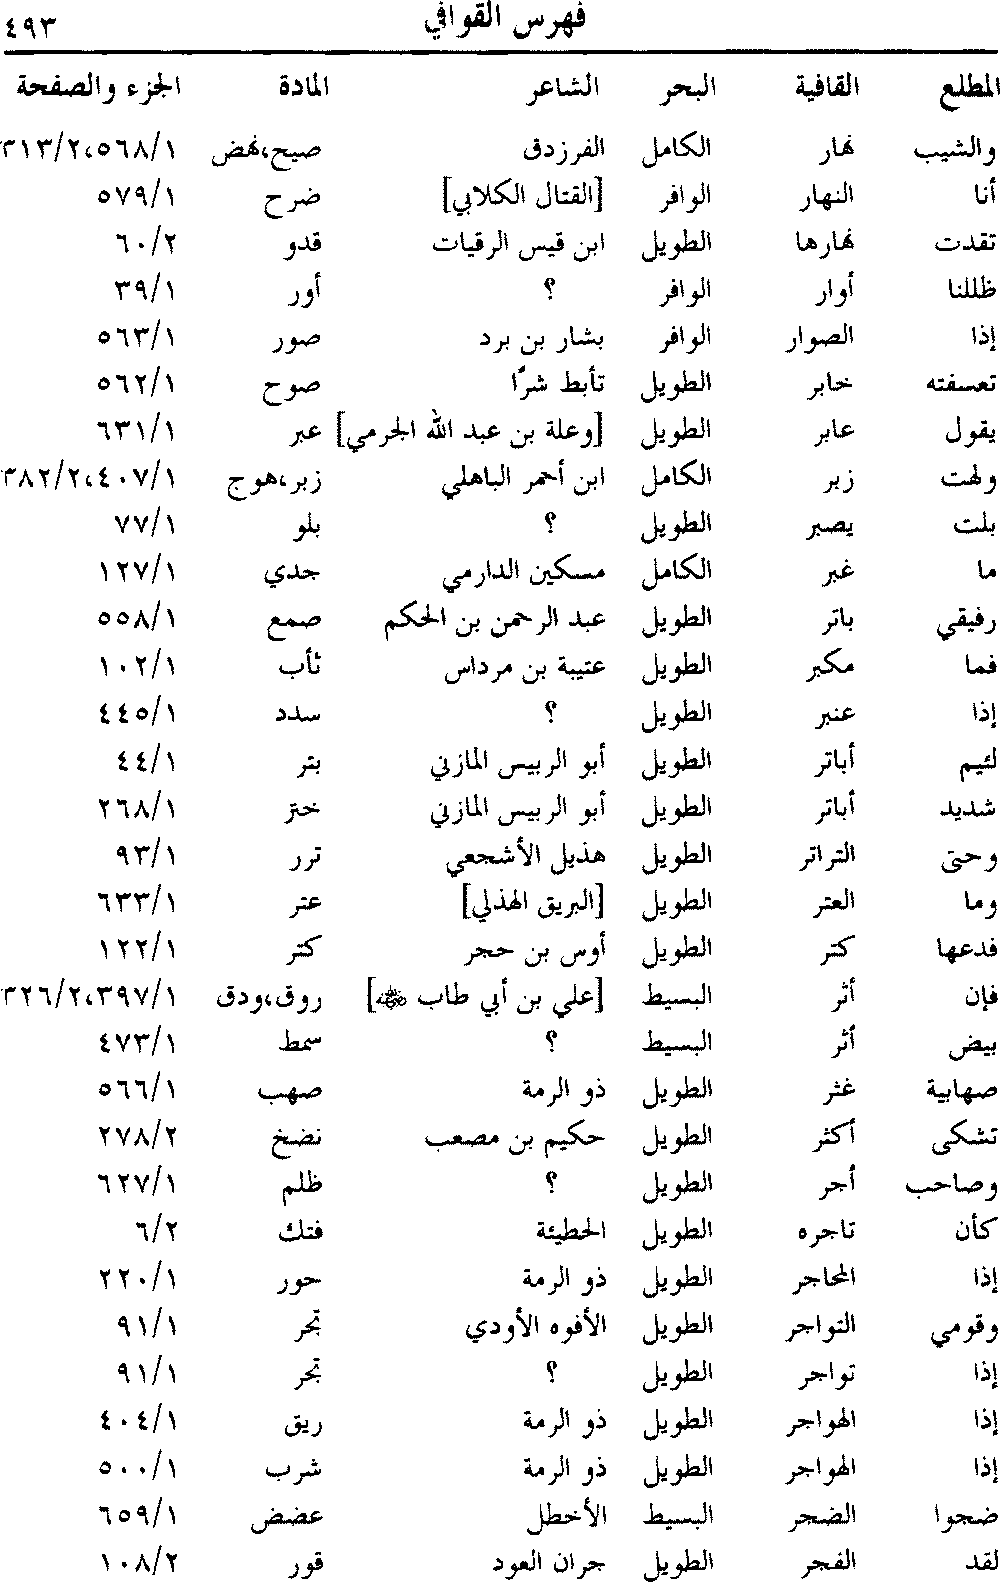 فهرس القوافي ٤٩٣
المطلع القافية البحر الشاعر المادة الجزء والصفحة
والشيب نهار الكامل الفرزدق صيح،نهض ٣١٣/٢،٥٦٨/١
أنا النهار الوافر [القتال الكلابي] ضرح ٥٧٩/١
تقدت نهارها الطويل ابن قيس الرقيات قدو ٦٠/٢
ظللنا أوار الوافر ؟ أور ٣٩/١
إذا الصوار الوافر بشار بن برد صور ٥٦٣/١
تعسفته خابر الطويل تأبط شرًا صوح ٥٦٢/١
يقول عابر الطويل [وعلة بن عبد الله الجرمي] عبر ٦٣١/١
ولهت زبر الكامل ابن أحمر الباهلي زبر،هوج ٣٨٢/٢،٤٠٧/١
بلت يصبر الطويل ؟ بلو ٧٧/١
ما غبر الكامل مسكين الدارمي جدي ١٢٧/١
رفيقي باتر الطويل عبد الرحمن بن الحكم صمع ٥٥٨/١
فما مكبر الطويل عتيبة بن مرداس ثأب ١٠٢/١
إذا عنبر الطويل ؟ سدد ٤٤٥/١
لئيم أباتر الطويل أبو الربيس المازني بتر ٤٤/١
شديد أباتر الطويل أبو الربيس المازني ختر ٢٦٨/١
وحتى التراتر الطويل هذيل الأشجعي ترر ٩٣/١
وما العتر الطويل [البريق الهذلي] عتر ٦٣٣/١
فدعها كتر الطويل أوس بن حجر كتر ١٢٢/١
فإن أثر البسيط [علي بن أبي طاب ﷺ] روق،ودق ٣٢٦/٢،٣٩٧/١
بيض أثر البسيط ؟ سمط ٤٧٣/١
صهابية غثر الطويل ذو الرمة صهب ٥٦٦/١
تشكى أكثر الطويل حكيم بن مصعب نضخ ٢٧٨/٢
وصاحب أجر الطويل ؟ ظلم ٦٢٧/١
كأن تاجره الطويل الحطيئة فتك ٦/٢
إذا المحاجر الطويل ذو الرمة حور ٢٢٠/١
وقومي التواجر الطويل الأفوه الأودي تجر ٩١/١
إذا تواجر الطويل ؟ تجر ٩١/١
إذا الهواجر الطويل ذو الرمة ريق ٤٠٤/١
إذا الهواجر الطويل ذو الرمة شرب ٥٠٠/١
ضجوا الضجر البسيط الأخطل عضض ٦٥٩/١
لقد الفجر الطويل جران العود قور ١٠٨/٢